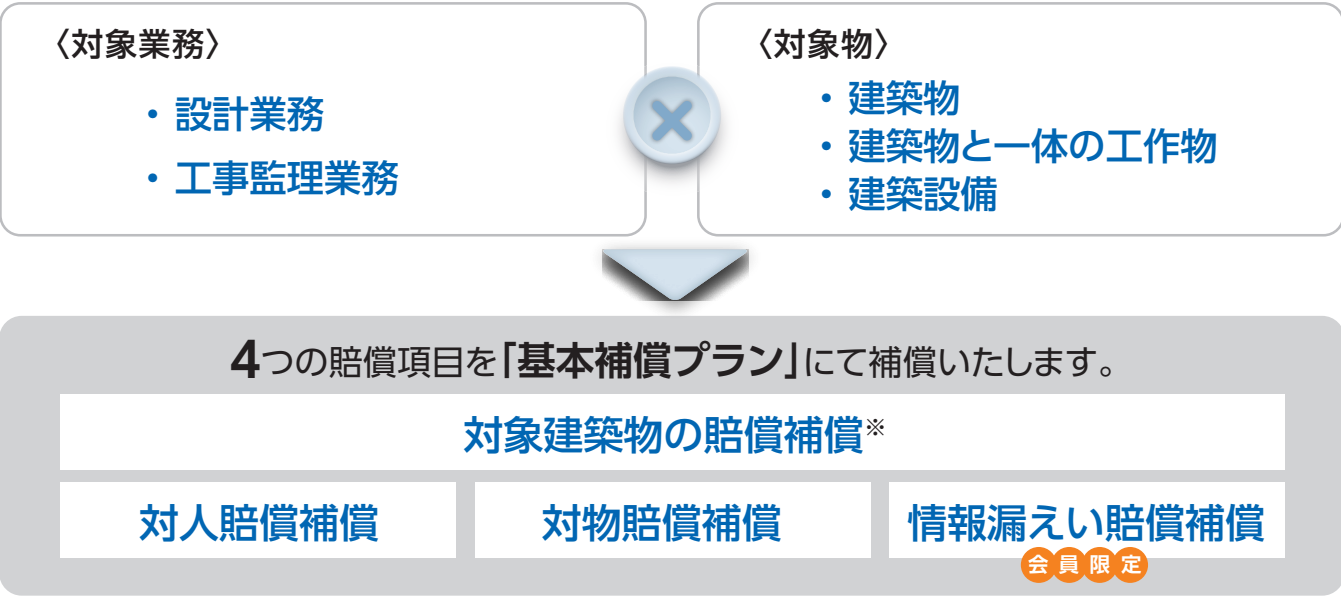 〈対象業務〉
・設計業務
・工事監理業務
〈対象物〉
・建築物
・建築物と一体の工作物
・建築設備
4つの賠償項目を「基本補償プラン」にて補償いたします。
対象建築物の賠償補償※
対人賠償補償
対物賠償補償
情報漏えい賠償補償
会員限定